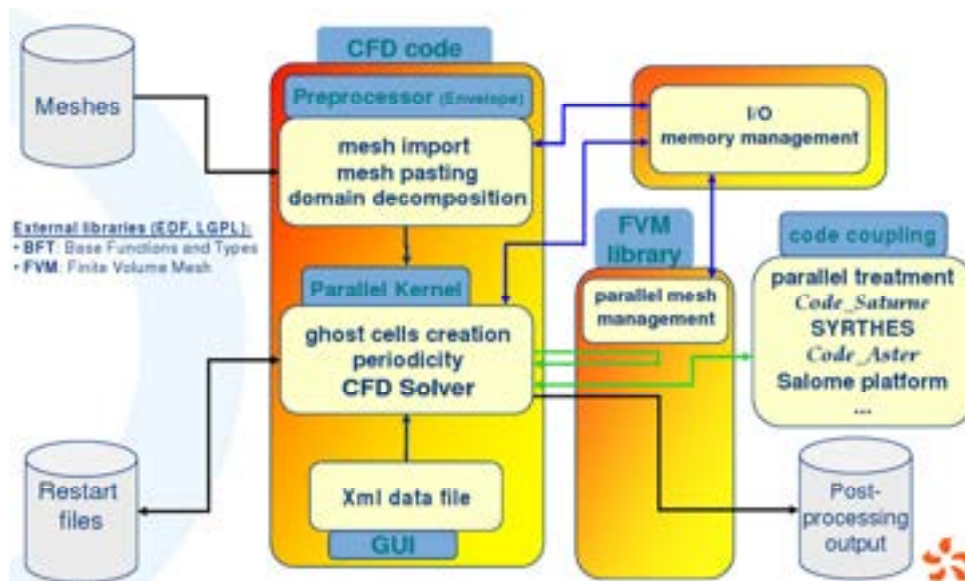 CFD code
Meshes
Preprocessor (Envelope)
mesh import
mesh pasting
domain decomposition
I/O
memory management
External libraries (EDF, LGPL):
• BFT: Base Functions and Types
• FVM: Finite Volume Mesh
FVM
library
code coupling
Parallel Kernel
parallel mesh
management
parallel treatment
Code_Saturne
SYRTHES
Code_Aster
Salome platform
...
ghost cells creation
periodicity
CFD Solver
Restart
files
Xml data file
GUI
Post-
processing
output